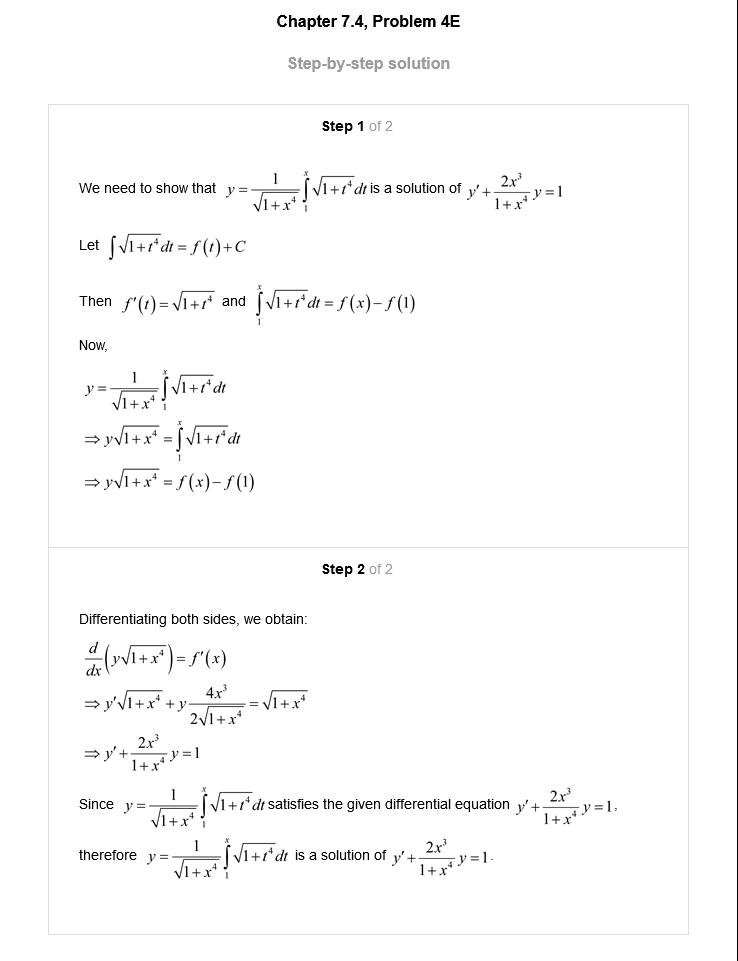 Chapter 7.4, Problem 4E
Step-by-step solution
Step 1 of 2
We need to show that y = \frac{1}{\sqrt{1+x^4}} \int_1^x \sqrt{1+t^4} dt is a solution of y' + \frac{2x^3}{1+x^4} y = 1
Let \int \sqrt{1+t^4} dt = f(t) + C
Then f'(t) = \sqrt{1+t^4} and \int_1^x \sqrt{1+t^4} dt = f(x) - f(1)
Now,
y = \frac{1}{\sqrt{1+x^4}} \int_1^x \sqrt{1+t^4} dt
⇒ y\sqrt{1+x^4} = \int_1^x \sqrt{1+t^4} dt
⇒ y\sqrt{1+x^4} = f(x) - f(1)
Step 2 of 2
Differentiating both sides, we obtain:
\frac{d}{dx}(y\sqrt{1+x^4}) = f'(x)
⇒ y'\sqrt{1+x^4} + y\frac{4x^3}{2\sqrt{1+x^4}} = \sqrt{1+x^4}
⇒ y' + \frac{2x^3}{1+x^4} y = 1
Since y = \frac{1}{\sqrt{1+x^4}} \int_1^x \sqrt{1+t^4} dt satisfies the given differential equation y' + \frac{2x^3}{1+x^4} y = 1,
therefore y = \frac{1}{\sqrt{1+x^4}} \int_1^x \sqrt{1+t^4} dt is a solution of y' + \frac{2x^3}{1+x^4} y = 1.